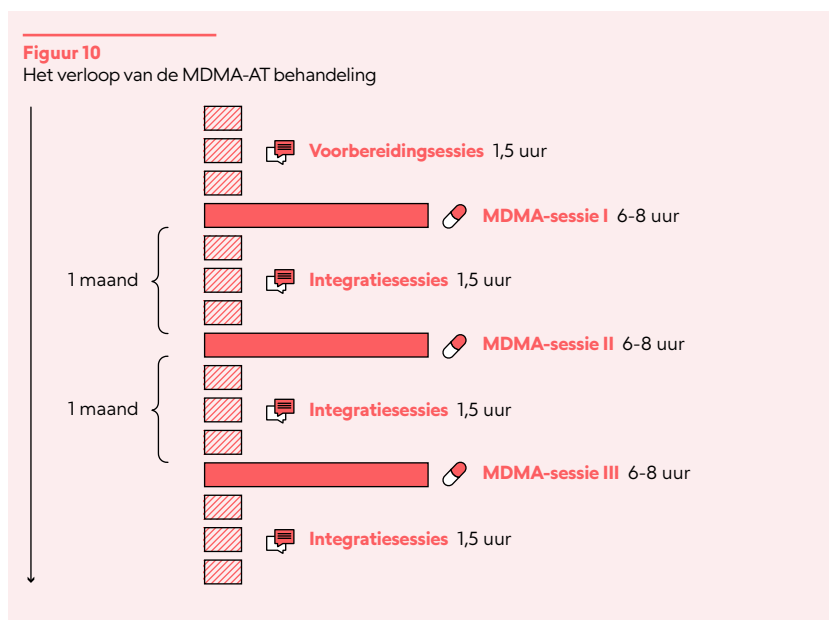 Figuur 10
Het verloop van de MDMA-AT behandeling
Voorbereidingsessies 1,5 uur
MDMA-sessie I 6-8 uur
1 maand
Integratiesessies 1,5 uur
MDMA-sessie II 6-8 uur
1 maand
Integratiesessies 1,5 uur
MDMA-sessie III 6-8 uur
Integratiesessies 1,5 uur